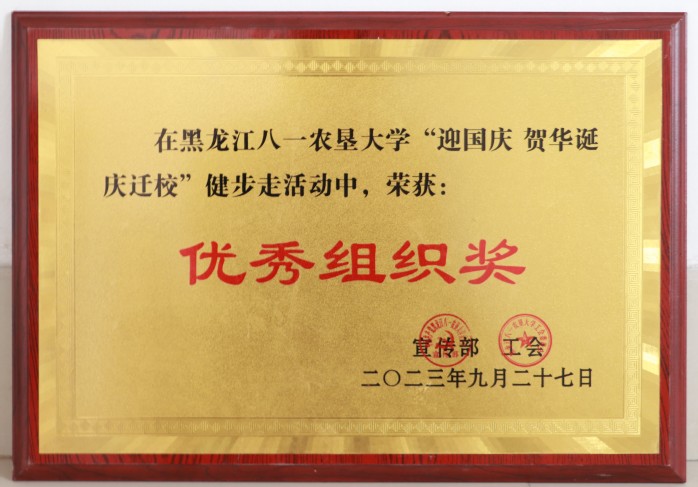 在黑龙江八一农垦大学“迎国庆 贺华诞
庆迁校”健步走活动中，荣获：
优秀组织奖
宣传部 工会
二〇二三年九月二十七日